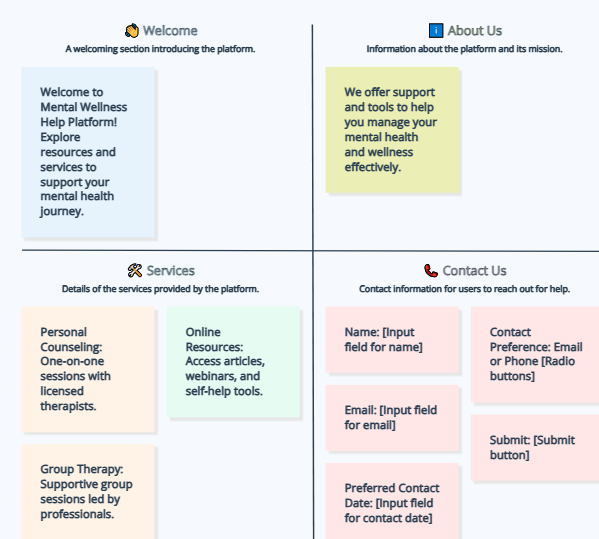 Welcome
A welcoming section introducing the platform.
Welcome to
Mental Wellness
Help Platform!
Explore
resources and
services to
support your
mental health
journey.
About Us
Information about the platform and its mission.
We offer support
and tools to help
you manage your
mental health
and wellness
effectively.
Services
Details of the services provided by the platform.
Personal
Counseling:
One-on-one
sessions with
licensed
therapists.
Online
Resources:
Access articles,
webinars, and
self-help tools.
Group Therapy:
Supportive group
sessions led by
professionals.
Contact Us
Contact information for users to reach out for help.
Name: [Input
field for name]
Contact
Preference: Email
or Phone [Radio
buttons]
Email: [Input field
for email]
Submit: [Submit
button]
Preferred Contact
Date: [Input field
for contact date]